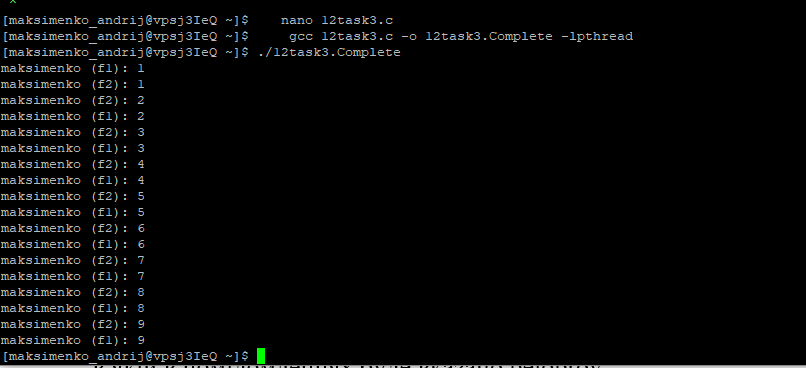 [maksimenko_andrij@vpsj3IeQ ~]$    nano l2task3.c
[maksimenko_andrij@vpsj3IeQ ~]$     gcc l2task3.c -o l2task3.Complete -lpthread
[maksimenko_andrij@vpsj3IeQ ~]$ ./l2task3.Complete
maksimenko (f1): 1
maksimenko (f2): 1
maksimenko (f2): 2
maksimenko (f1): 2
maksimenko (f2): 3
maksimenko (f1): 3
maksimenko (f2): 4
maksimenko (f1): 4
maksimenko (f2): 5
maksimenko (f1): 5
maksimenko (f2): 6
maksimenko (f1): 6
maksimenko (f2): 7
maksimenko (f1): 7
maksimenko (f2): 8
maksimenko (f1): 8
maksimenko (f2): 9
maksimenko (f1): 9
[maksimenko_andrij@vpsj3IeQ ~]$